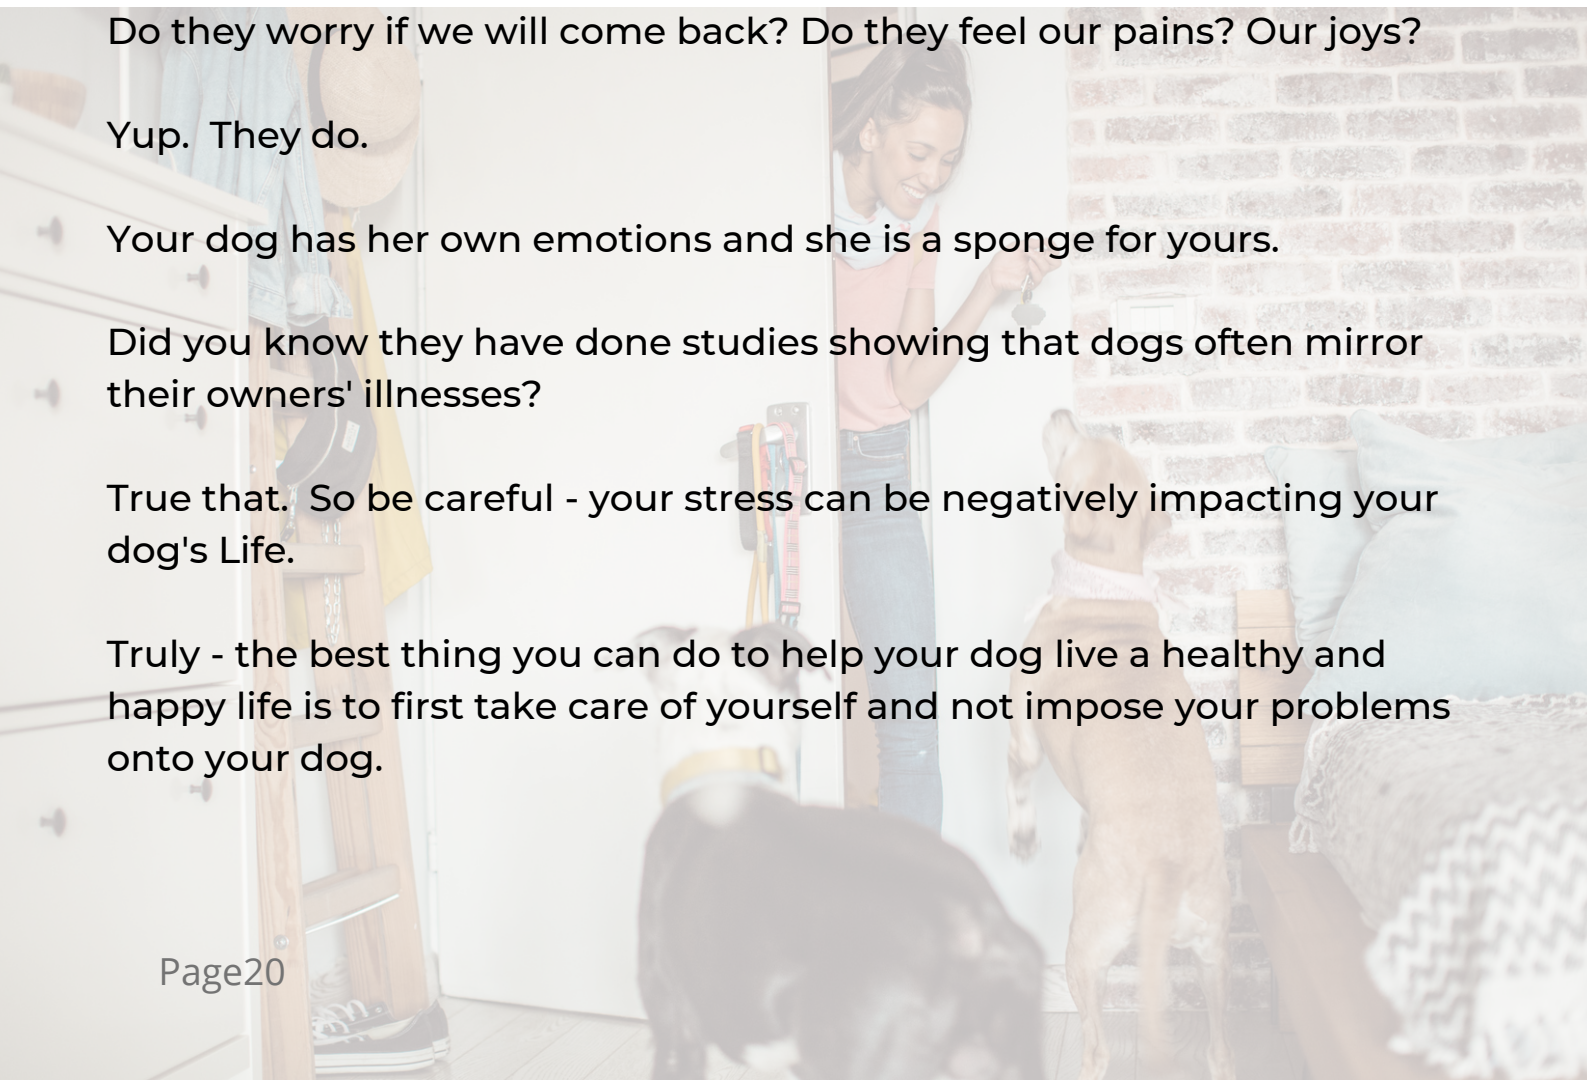 Do they worry if we will come back? Do they feel our pains? Our joys?
Yup.  They do.
Your dog has her own emotions and she is a sponge for yours.
Did you know they have done studies showing that dogs often mirror
their owners' illnesses?
True that.  So be careful - your stress can be negatively impacting your
dog's Life.
Truly - the best thing you can do to help your dog live a healthy and
happy life is to first take care of yourself and not impose your problems
onto your dog.
Page20